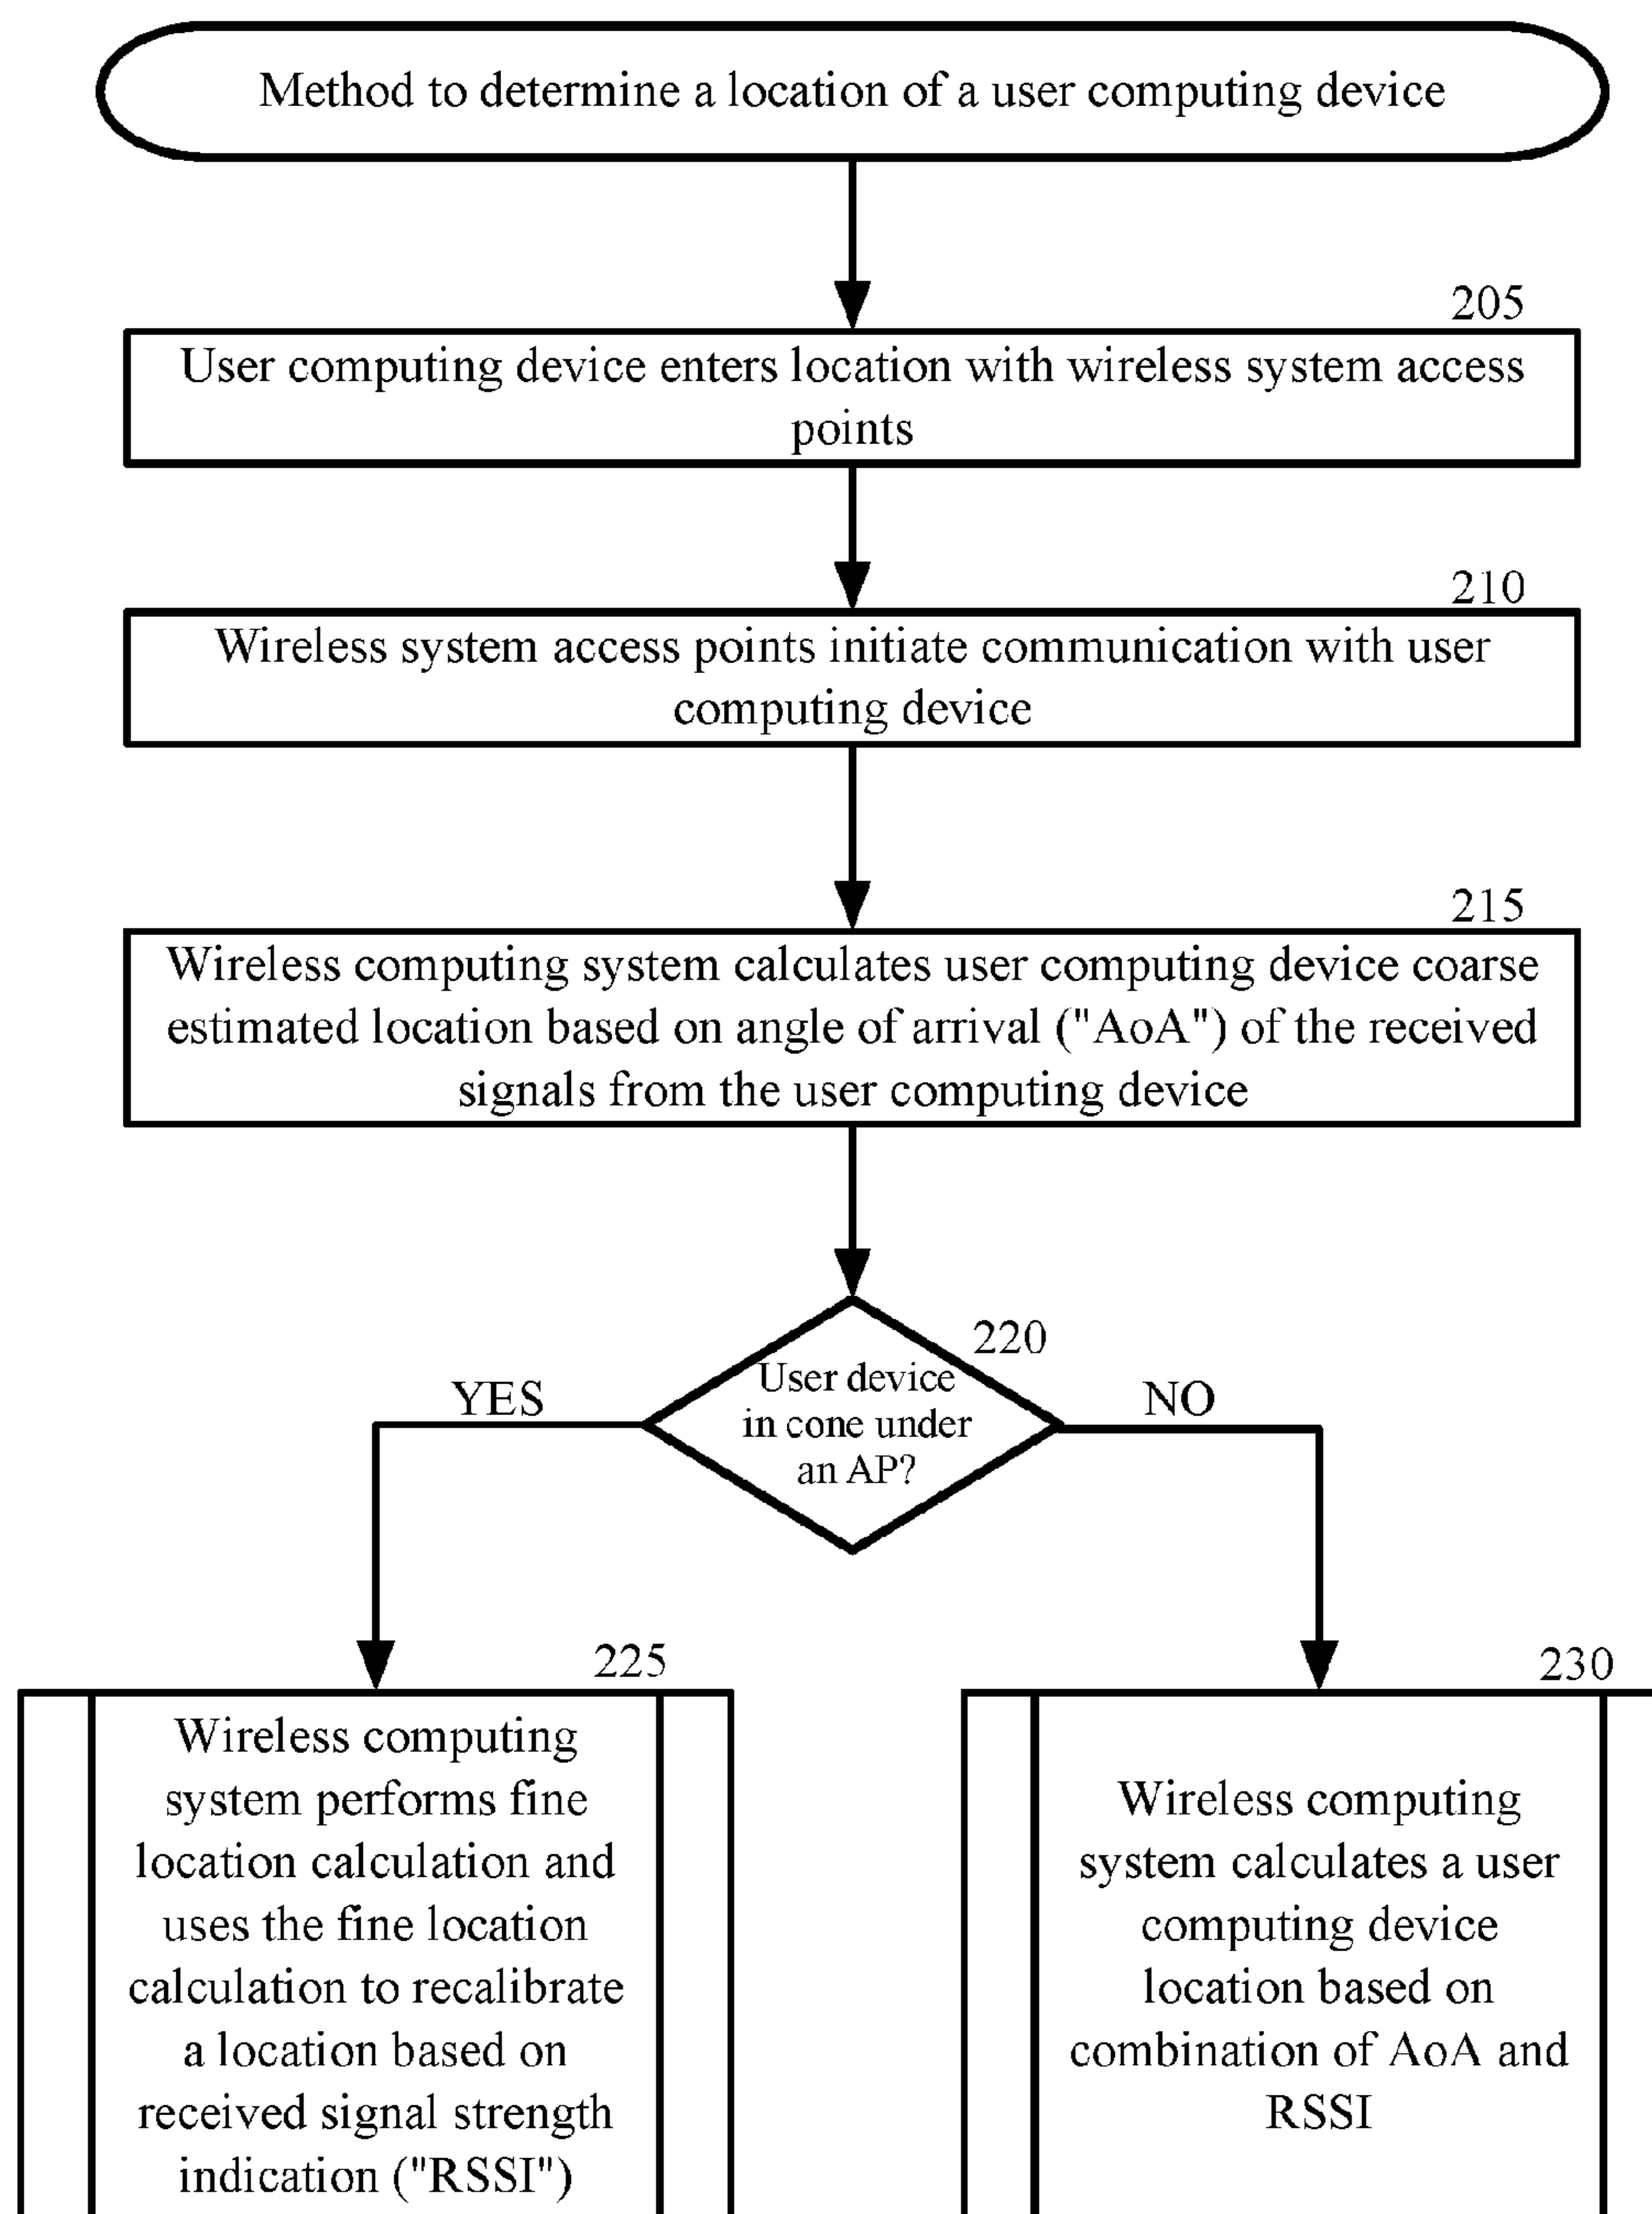 Method to determine a location of a user computing device
205
User computing device enters location with wireless system access
points
210
Wireless system access points initiate communication with user
computing device
215
Wireless computing system calculates user computing device coarse
estimated location based on angle of arrival ("AoA") of the received
signals from the user computing device
220
User device
in cone under
an AP?
YES
NO
225
Wireless computing
system performs fine
location calculation and
uses the fine location
calculation to recalibrate
a location based on
received signal strength
indication ("RSSI")
230
Wireless computing
system calculates a user
computing device
location based on
combination of AoA and
RSSI